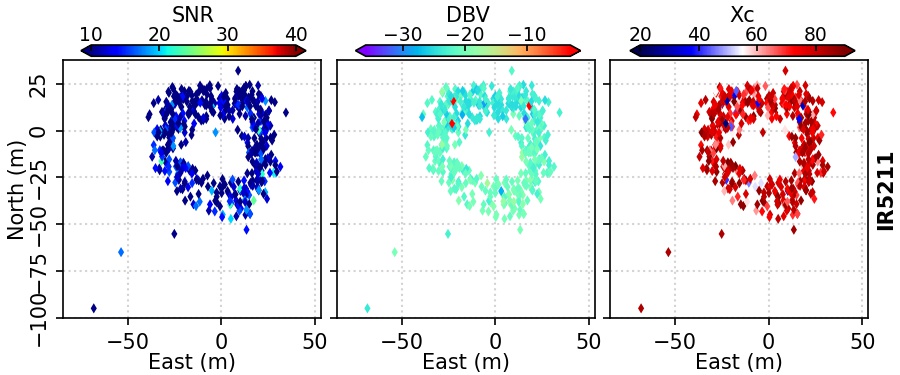 SNR DBV Xc
10 20 30 40 −30 −20 −10 20 40 60 80
25
0
−25
−50
−75
−100
North (m)
−50 0 50 −50 0 50 −50 0 50
East (m) East (m) East (m)
IR5211